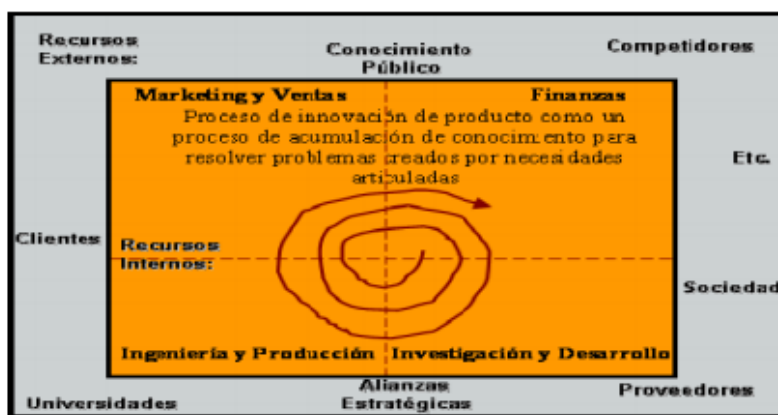 Recursos
Externos:
Conocimiento
Público
Competidores
Marketing y Ventas
Finanzas
Proceso de innovación de producto como un
proceso de acumulación de conocimiento para
resolver problemas creados por necesidades
articuladas
Etc.
Clientes
Recursos
Internos:
Sociedad
Ingeniería y Producción
Investigación y Desarrollo
Universidades
Alianzas
Estratégicas
Proveedores